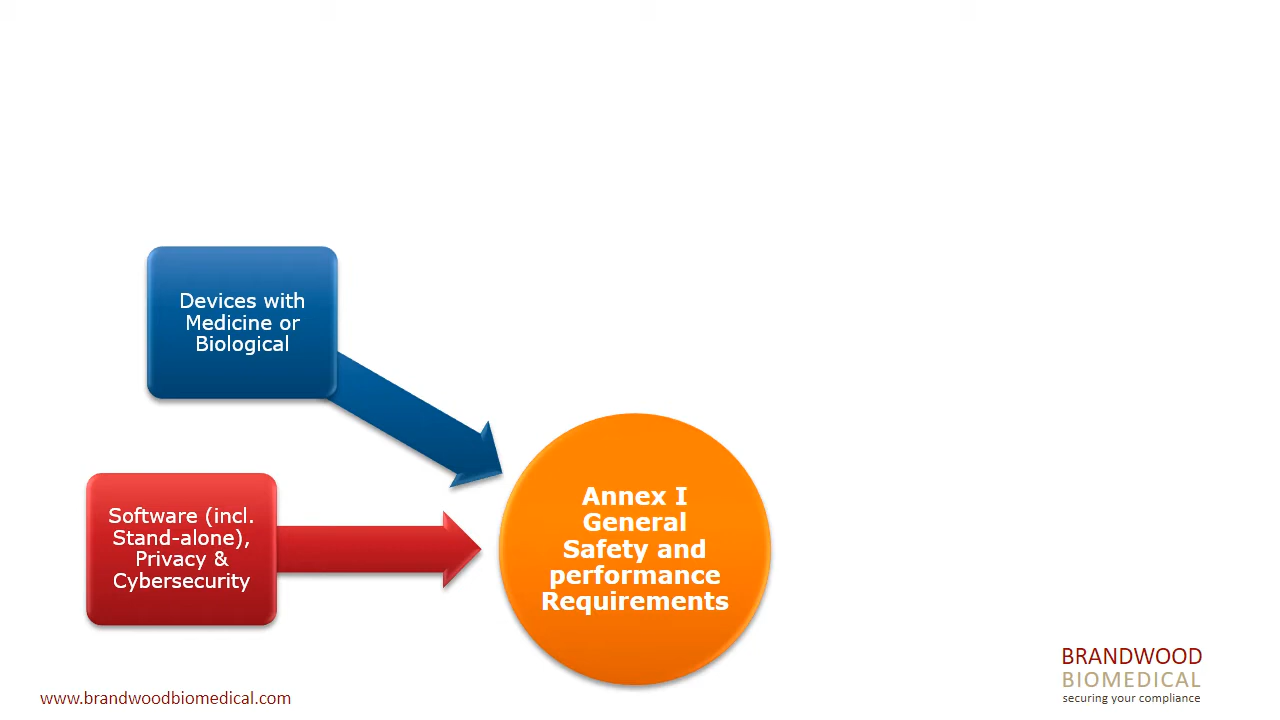 Devices with
Medicine or
Biological
Software (incl.
Stand-alone),
Privacy &
Cybersecurity
Annex I
General
Safety and
performance
Requirements
www.brandwoodbiomedical.com
BRANDWOOD
BIOMEDICAL
securing your compliance